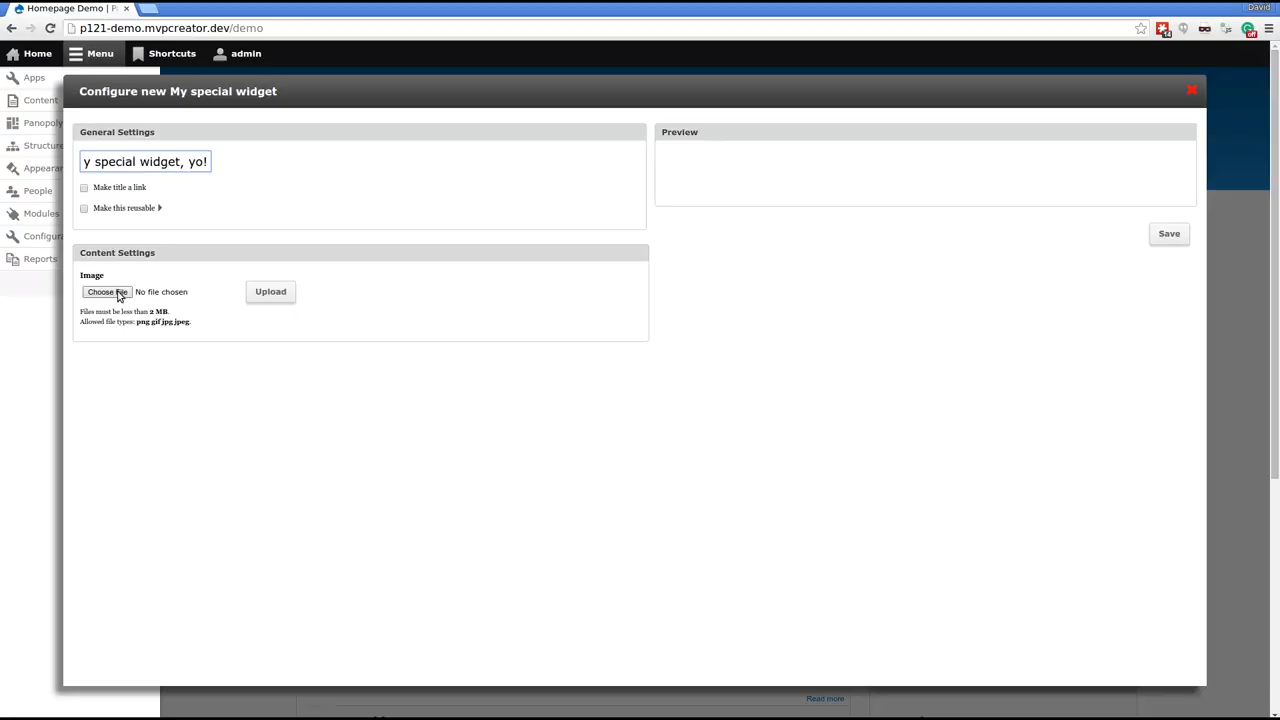 Homepage Demo | P
David
p121-demo.mvpcreator.dev/demo
Home
Menu
Shortcuts
admin
Apps
Content
Panopoly
Structure
Appearan
People
Modules
Configura
Reports
Configure new My special widget
General Settings
y special widget, yo!
Make title a link
Make this reusable
Content Settings
Image
Choose File
No file chosen
Upload
Files must be less than 2 MB.
Allowed file types: png gif jpg jpeg.
Preview
Save
Read more